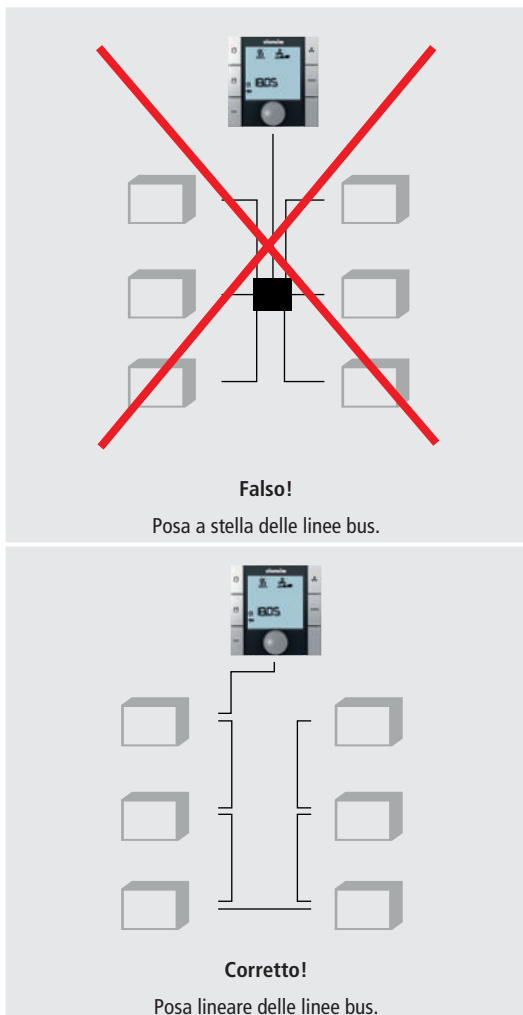 Falso!
Posa a stella delle linee bus.
Corretto!
Posa lineare delle linee bus.